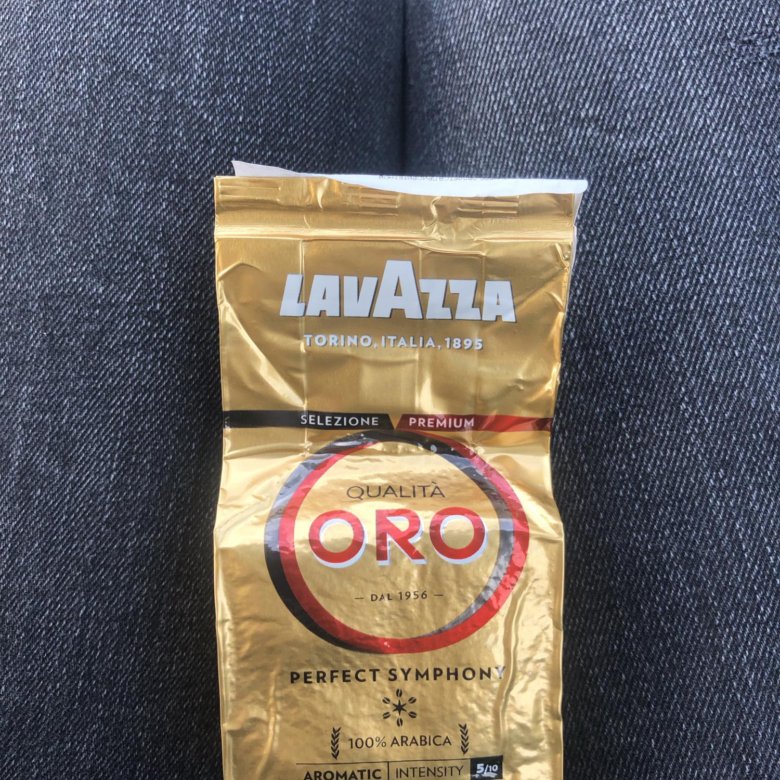 LAVAZZA
TORINO, ITALIA, 1895
SELEZIONE PREMIUM
QUALITÀ
ORO
— DAL 1956 —
PERFECT SYMPHONY
100% ARABICA
AROMATIC INTENSITY 5/10